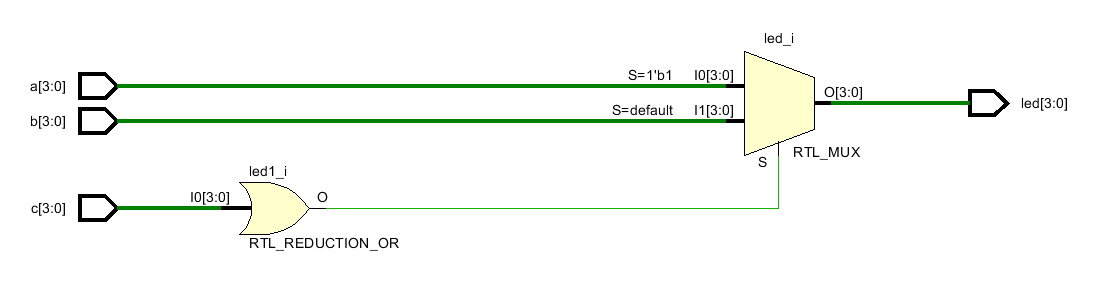 led_i
a[3:0]
S=1'b1 I0[3:0]
O[3:0]
led[3:0]
b[3:0]
S=default I1[3:0]
S
RTL_MUX
led1_i
c[3:0]
I0[3:0]
O
RTL_REDUCTION_OR